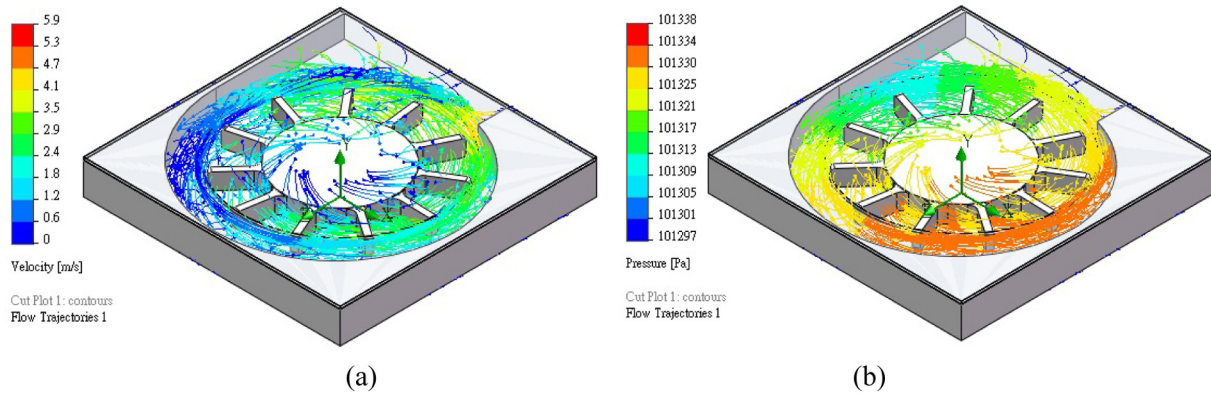 5.9
5.3
4.7
4.1
3.5
2.9
2.4
1.8
1.2
0.6
0
Velocity [m/s]
Cut Plot 1: contours
Flow Trajectories 1
Y
(a)
101338
101334
101330
101325
101321
101317
101313
101309
101305
101301
101297
Pressure [Pa]
Cut Plot 1: contours
Flow Trajectories 1
Y
(b)